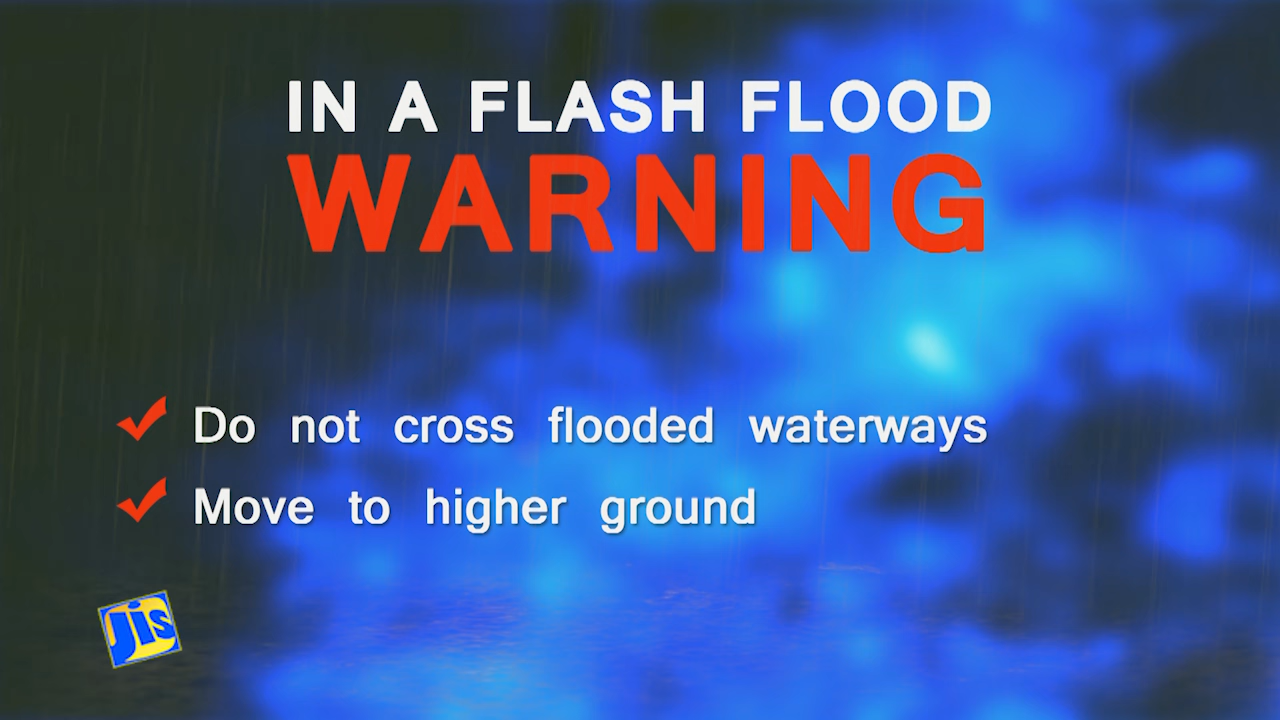 IN A FLASH FLOOD
WARNING
Do not cross flooded waterways
Move to higher ground
Jis